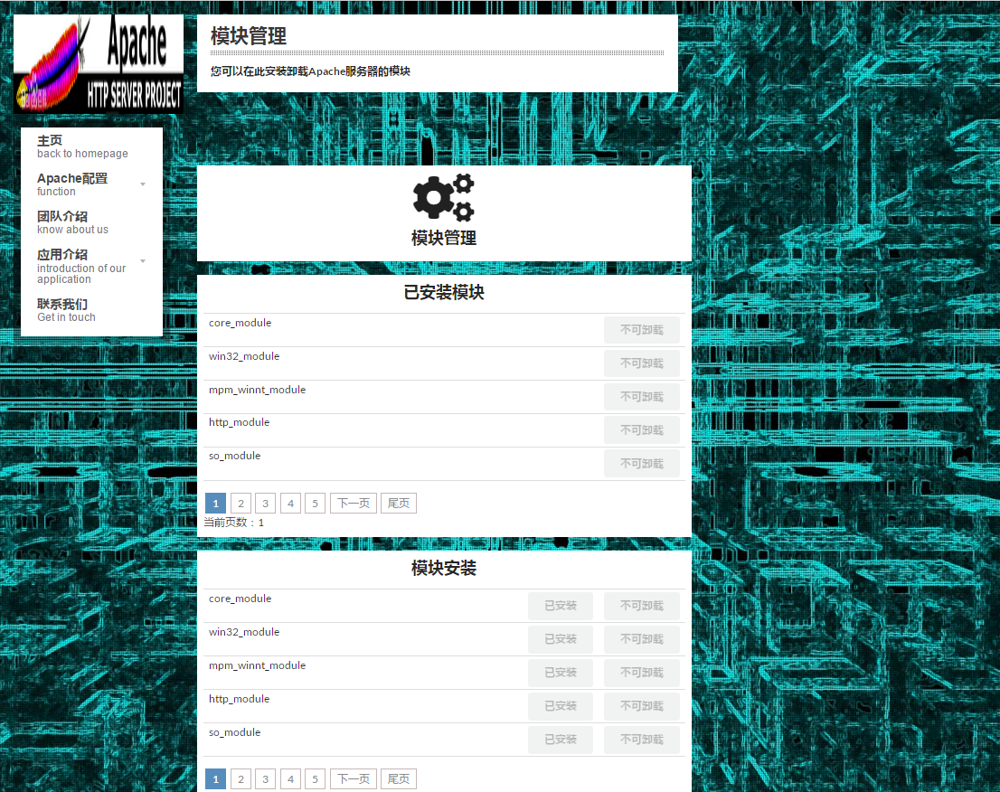 Apache
HTTP SERVER PROJECT
模块管理
您可以在此安装卸载Apache服务器的模块
主页
back to homepage
Apache配置
function
团队介绍
know about us
应用介绍
introduction of our
application
联系我们
Get in touch
模块管理
已安装模块
core_module 不可卸载
win32_module 不可卸载
mpm_winnt_module 不可卸载
http_module 不可卸载
so_module 不可卸载
1 2 3 4 5 下一页 尾页
当前页数：1
模块安装
core_module 已安装 不可卸载
win32_module 已安装 不可卸载
mpm_winnt_module 已安装 不可卸载
http_module 已安装 不可卸载
so_module 已安装 不可卸载
1 2 3 4 5 下一页 尾页